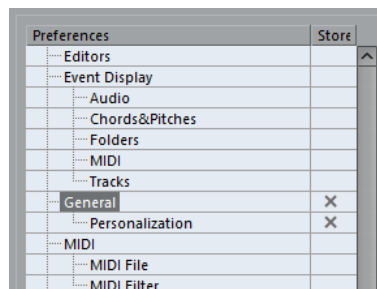 Preferences Store
Editors
Event Display
Audio
Chords&Pitches
Folders
MIDI
Tracks
General
Personalization
MIDI
MIDI File
MIDI Filter